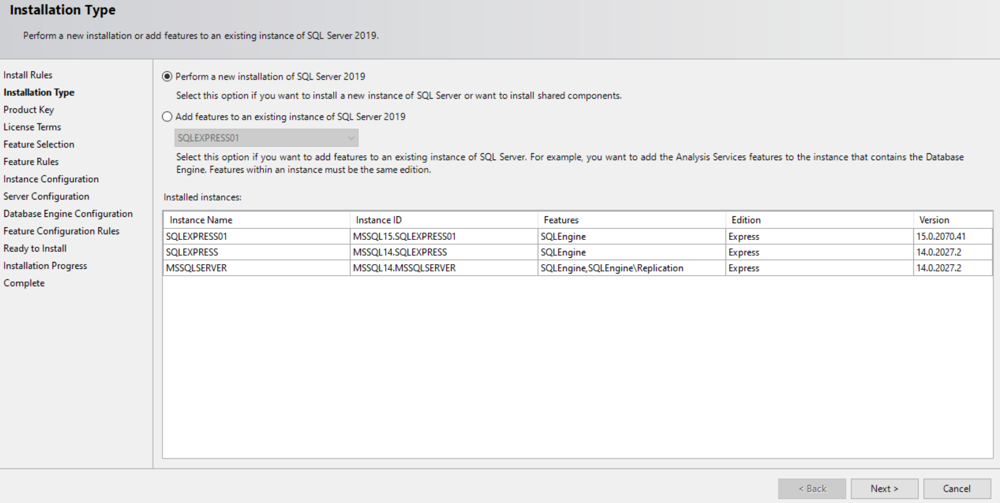 Installation Type
Perform a new installation or add features to an existing instance of SQL Server 2019.
Install Rules
Installation Type
Product Key
License Terms
Feature Selection
Feature Rules
Instance Configuration
Server Configuration
Database Engine Configuration
Feature Configuration Rules
Ready to Install
Installation Progress
Complete
Perform a new installation of SQL Server 2019
Select this option if you want to install a new instance of SQL Server or want to install shared components.
Add features to an existing instance of SQL Server 2019
SQLEXPRESS01
Select this option if you want to add features to an existing instance of SQL Server. For example, you want to add the Analysis Services features to the instance that contains the Database
Engine. Features within an instance must be the same edition.
Installed instances:
Instance Name Instance ID Features Edition Version
SQLEXPRESS01 MSSQL15.SQLEXPRESS01 SQLEngine Express 15.0.2070.41
SQLEXPRESS MSSQL14.SQLEXPRESS SQLEngine Express 14.0.2027.2
MSSQLSERVER MSSQL14.MSSQLSERVER SQLEngine,SQLEngine\Replication Express 14.0.2027.2
< Back Next > Cancel